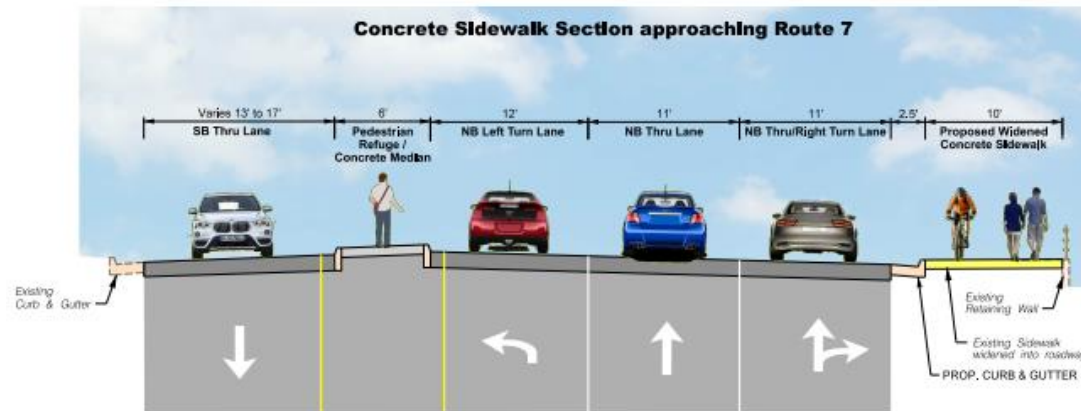 Concrete Sidewalk Section approaching Route 7
Varies 13' to 17'
SB Thru Lane
6'
Pedestrian
Refuge /
Concrete Median
12'
NB Left Turn Lane
11'
NB Thru Lane
11'
NB Thru/Right Turn Lane
2.5'
10'
Proposed Widened
Concrete Sidewalk
Existing
Curb & Gutter
Existing
Retaining Wall
Existing Sidewalk
widened into roadway
PROP. CURB & GUTTER